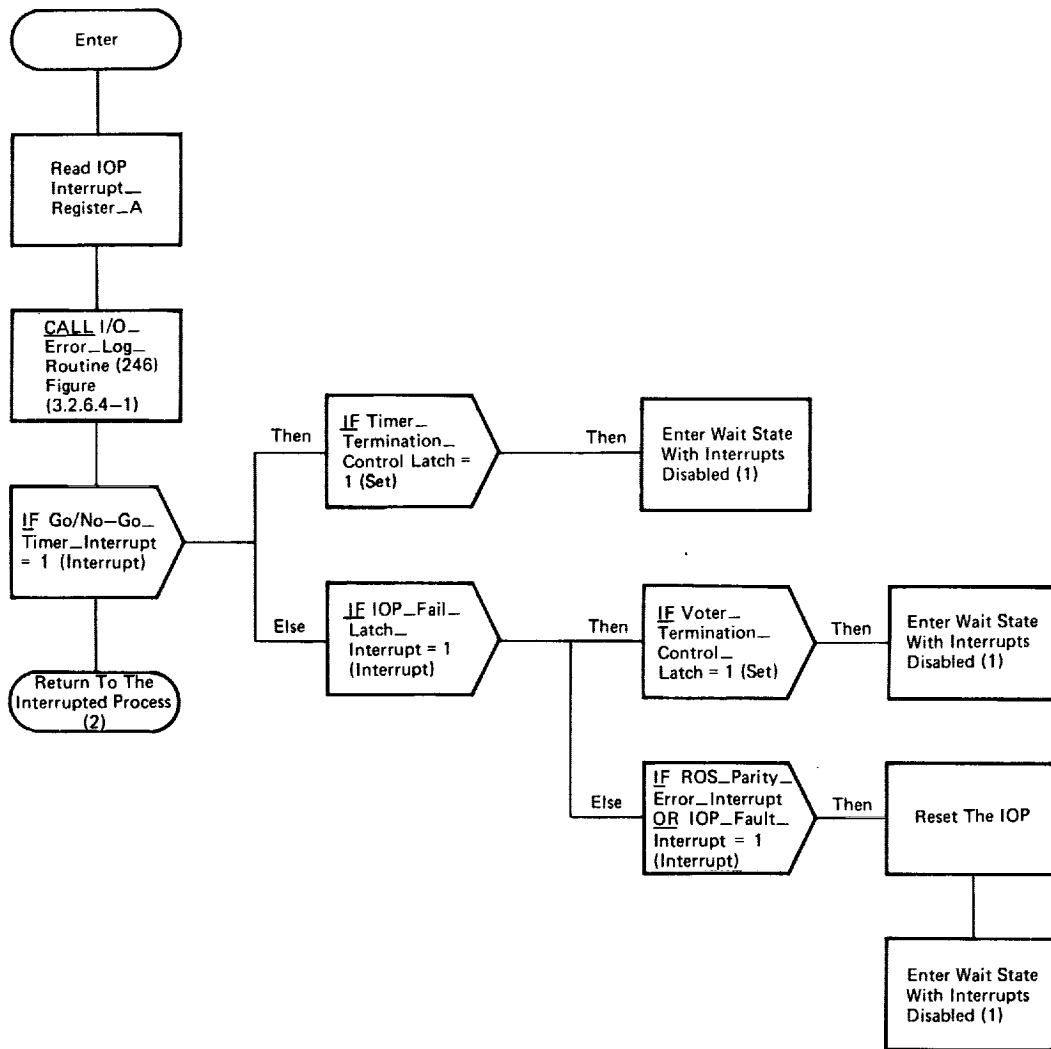 Enter
Read IOP
Interrupt_
Register_A
CALL I/O_
Error_Log_
Routine (246)
Figure
(3.2.6.4-1)
IF Go/No-Go_
Timer_Interrupt
= 1 (Interrupt)
Return To The
Interrupted Process
(2)
Then
IF Timer_
Termination_
Control Latch =
1 (Set)
Then
Enter Wait State
With Interrupts
Disabled (1)
Else
IF IOP_Fail_
Latch_
Interrupt = 1
(Interrupt)
Then
IF Voter_
Termination_
Control_
Latch = 1 (Set)
Then
Enter Wait State
With Interrupts
Disabled (1)
Else
IF ROS_Parity_
Error_Interrupt
OR IOP_Fault_
Interrupt = 1
(Interrupt)
Then
Reset The IOP
Enter Wait State
With Interrupts
Disabled (1)